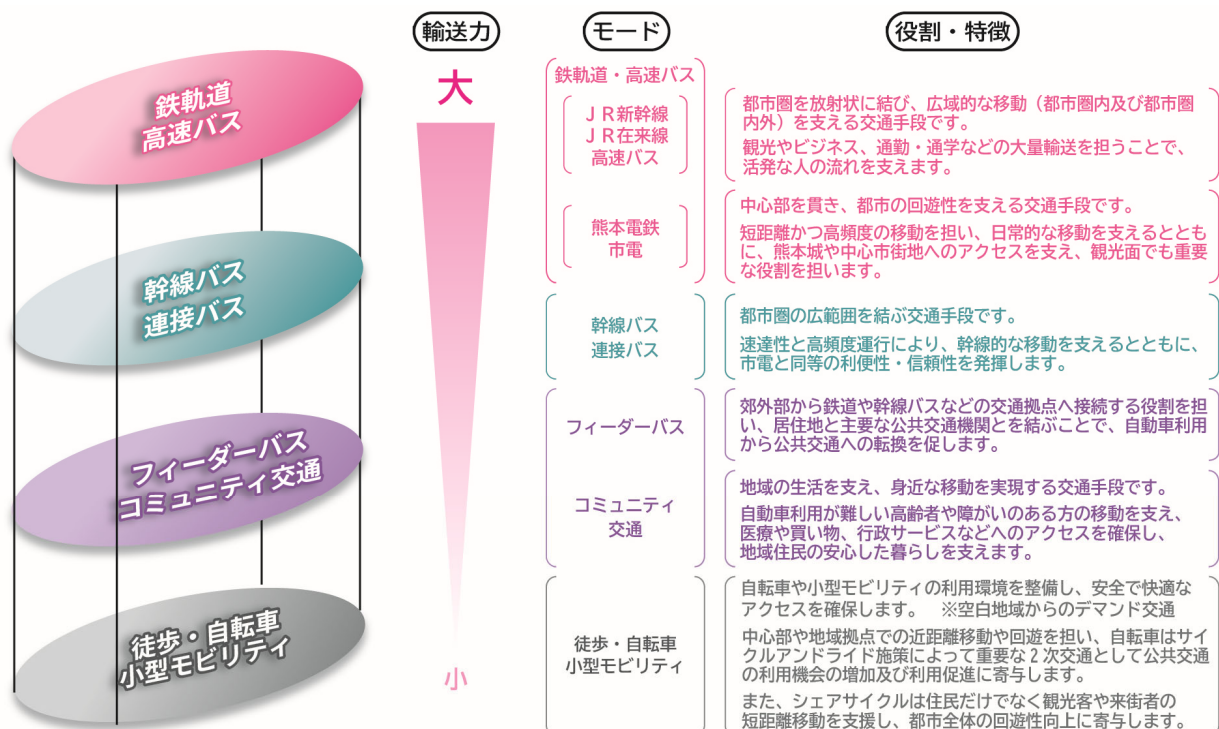 輸送力
モード
役割・特徴
鉄軌道
高速バス
幹線バス
連接バス
フィーダーバス
コミュニティ交通
徒歩・自転車
小型モビリティ
大
小
鉄軌道・高速バス
JR新幹線
JR在来線
高速バス
都市圏を放射状に結び、広域的な移動（都市圏内及び都市圏
内外）を支える交通手段です。
観光やビジネス、通勤・通学などの大量輸送を担うことで、
活発な人の流れを支えます。
熊本電鉄
市電
中心部を貫き、都市の回遊性を支える交通手段です。
短距離かつ高頻度の移動を担い、日常的な移動を支えるととも
に、熊本城や中心市街地へのアクセスを支え、観光面でも重要
な役割を担います。
幹線バス
連接バス
都市圏の広範囲を結ぶ交通手段です。
速達性と高頻度運行により、幹線的な移動を支えるとともに、
市電と同等の利便性・信頼性を発揮します。
フィーダーバス
郊外部から鉄道や幹線バスなどの交通拠点へ接続する役割を担
い、居住地と主要な公共交通機関とを結ぶことで、自動車利用
から公共交通への転換を促します。
コミュニティ
交通
地域の生活を支え、身近な移動を実現する交通手段です。
自動車利用が難しい高齢者や障がいのある方の移動を支え、
医療や買い物、行政サービスなどへのアクセスを確保し、
地域住民の安心した暮らしを支えます。
徒歩・自転車
小型モビリティ
自転車や小型モビリティの利用環境を整備し、安全で快適な
アクセスを確保します。　※空白地域からのデマンド交通
中心部や地域拠点での近距離移動や回遊を担い、自転車はサイ
クルアンドライド施策によって重要な2次交通として公共交通
の利用機会の増加及び利用促進に寄与します。
また、シェアサイクルは住民だけでなく観光客や来街者の
短距離移動を支援し、都市全体の回遊性向上に寄与します。